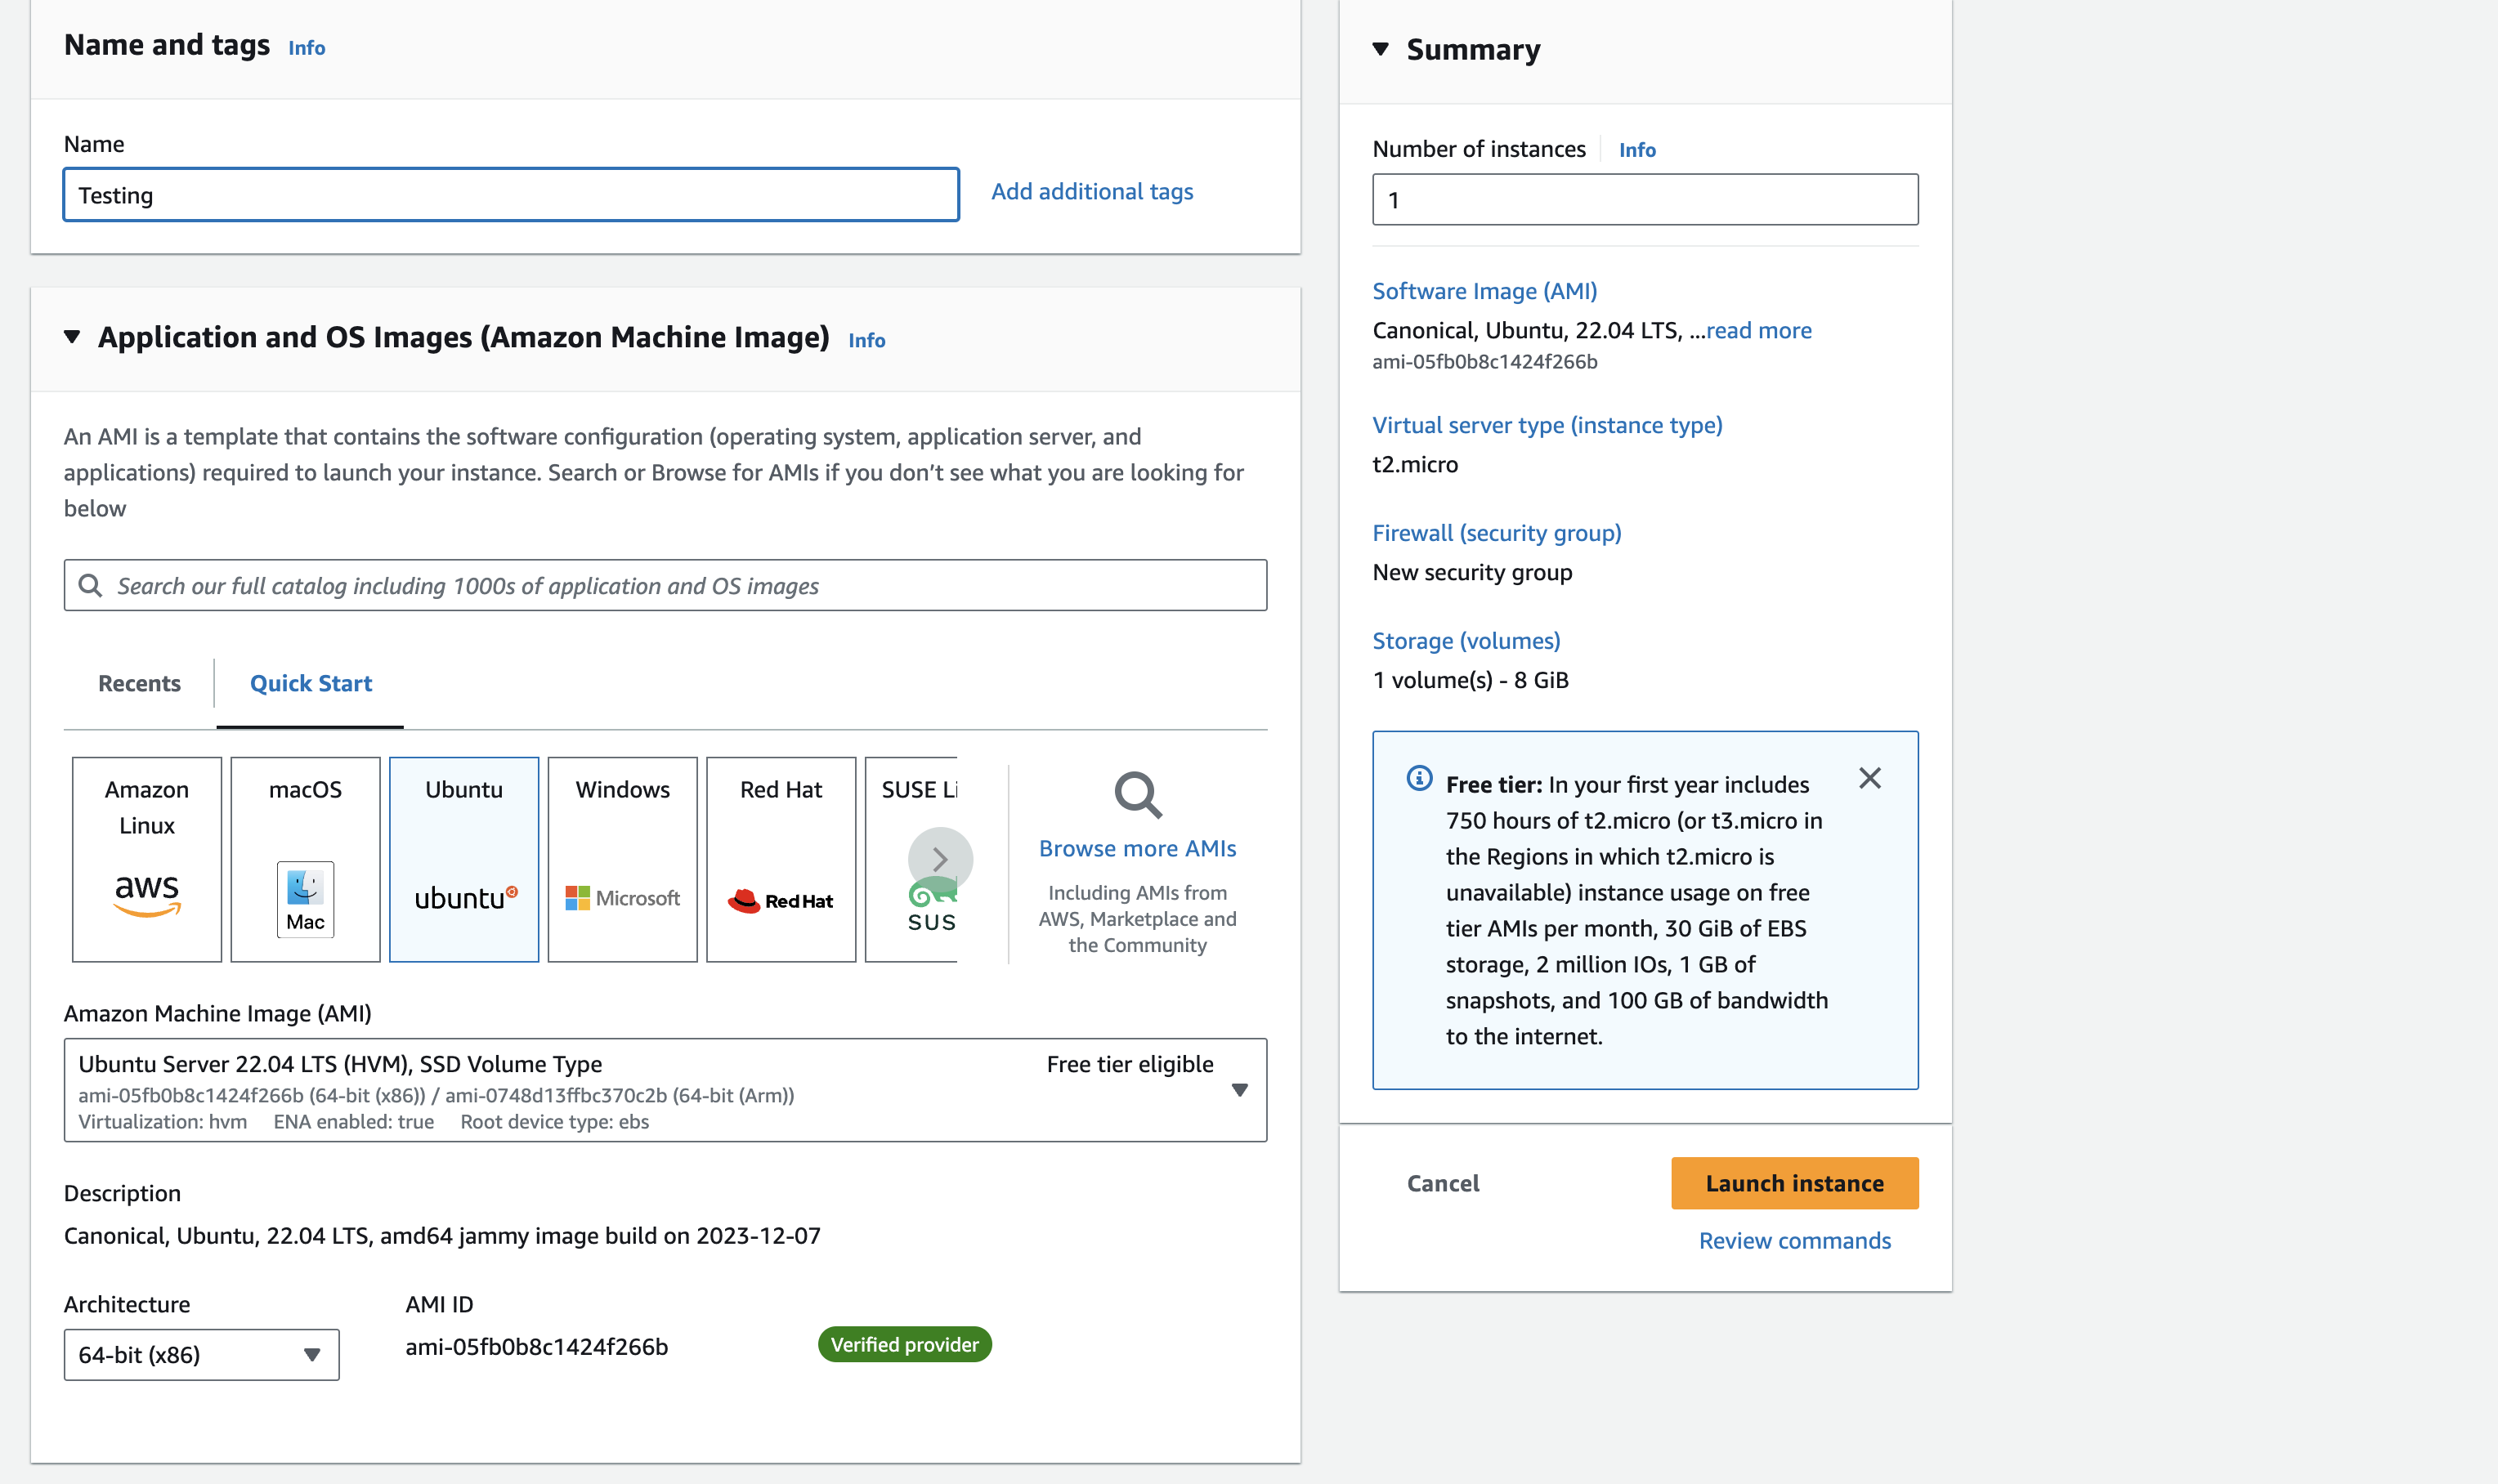 Name and tags Info
Name
Testing
Add additional tags
Application and OS Images (Amazon Machine Image) Info
An AMI is a template that contains the software configuration (operating system, application server, and
applications) required to launch your instance. Search or Browse for AMIs if you don’t see what you are looking for
below
Search our full catalog including 1000s of application and OS images
Recents
Quick Start
Amazon
Linux
aws
macOS
Mac
Ubuntu
ubuntu
Windows
Microsoft
Red Hat
Red Hat
SUSE Li
SUS
Browse more AMIs
Including AMIs from
AWS, Marketplace and
the Community
Amazon Machine Image (AMI)
Ubuntu Server 22.04 LTS (HVM), SSD Volume Type
Free tier eligible
ami-05fb0b8c1424f266b (64-bit (x86)) / ami-0748d13ffbc370c2b (64-bit (Arm))
Virtualization: hvm ENA enabled: true Root device type: ebs
Description
Canonical, Ubuntu, 22.04 LTS, amd64 jammy image build on 2023-12-07
Architecture
64-bit (x86)
AMI ID
ami-05fb0b8c1424f266b
Verified provider
Summary
Number of instances Info
1
Software Image (AMI)
Canonical, Ubuntu, 22.04 LTS, ...read more
ami-05fb0b8c1424f266b
Virtual server type (instance type)
t2.micro
Firewall (security group)
New security group
Storage (volumes)
1 volume(s) - 8 GiB
Free tier: In your first year includes
750 hours of t2.micro (or t3.micro in
the Regions in which t2.micro is
unavailable) instance usage on free
tier AMIs per month, 30 GiB of EBS
storage, 2 million IOs, 1 GB of
snapshots, and 100 GB of bandwidth
to the internet.
Cancel
Launch instance
Review commands